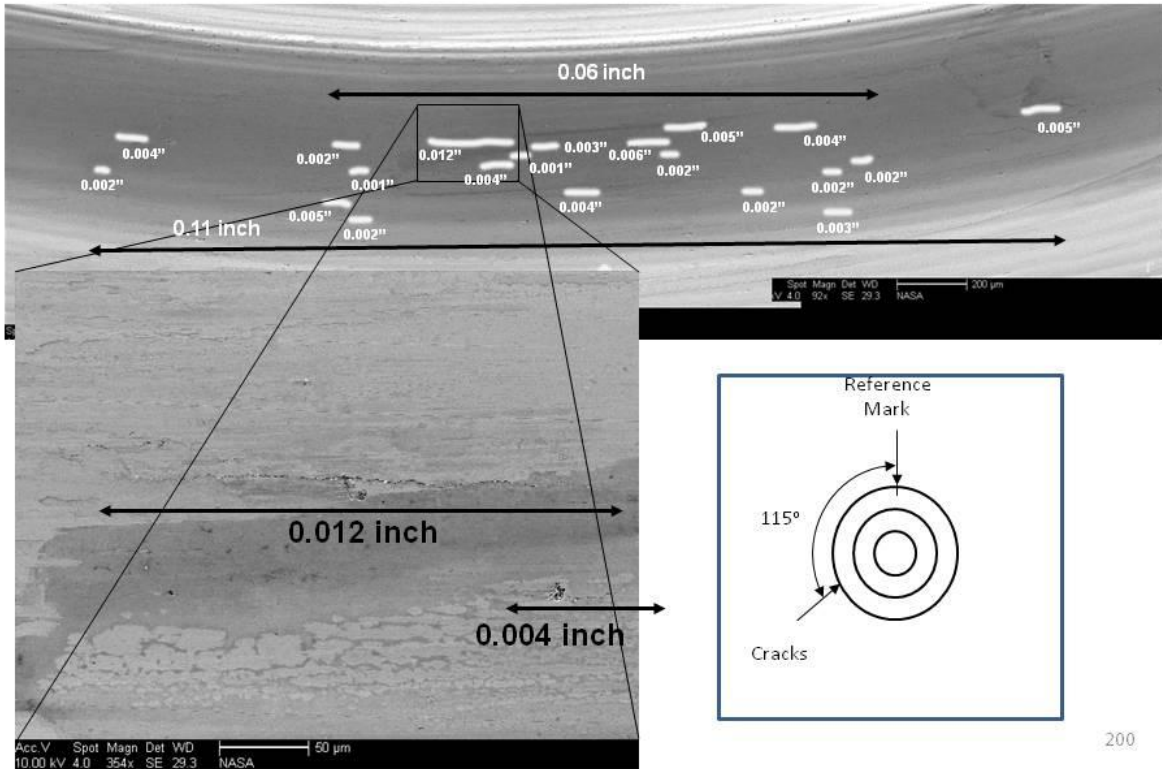 0.06 inch
0.005”
0.004”
0.005”
0.004”
0.002”
0.012”
0.003”
0.006”
0.001”
0.002”
0.002”
0.002”
0.001”
0.004”
0.002”
0.005”
0.004”
0.002”
0.002”
0.003”
0.11 inch
Spot Magn Det WD 200 µm
V 4.0 92x SE 29.3 NASA
0.012 inch
0.004 inch
Acc.V Spot Magn Det WD 50 µm
10.00 kV 4.0 354x SE 29.3 NASA
Reference
Mark
115º
Cracks
200